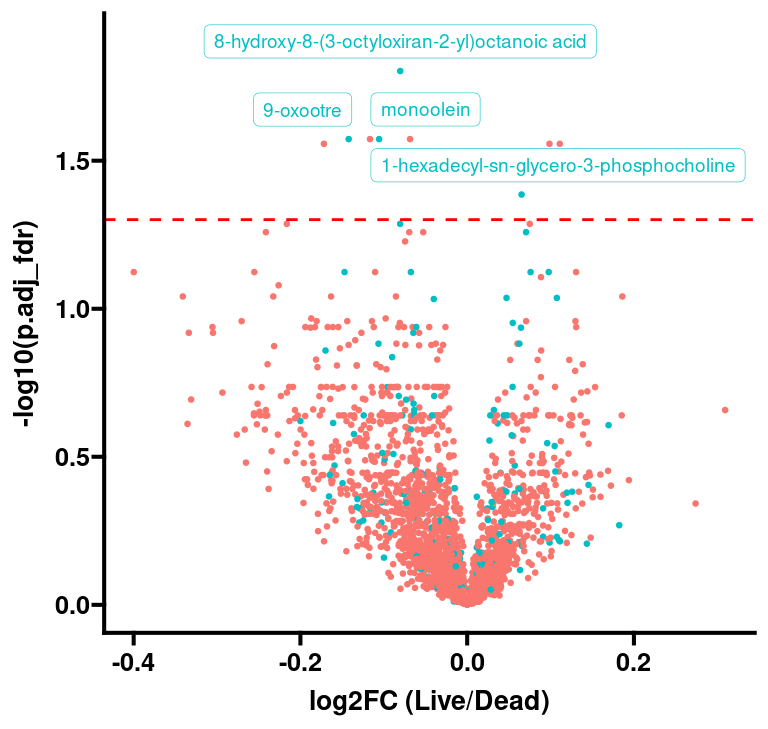 8-hydroxy-8-(3-octyloxiran-2-yl)octanoic acid
9-oxootre
monoolein
1-hexadecyl-sn-glycero-3-phosphocholine
-log10(p.adj_fdr)
1.5
1.0
0.5
0.0
-0.4
-0.2
0.0
0.2
log2FC (Live/Dead)